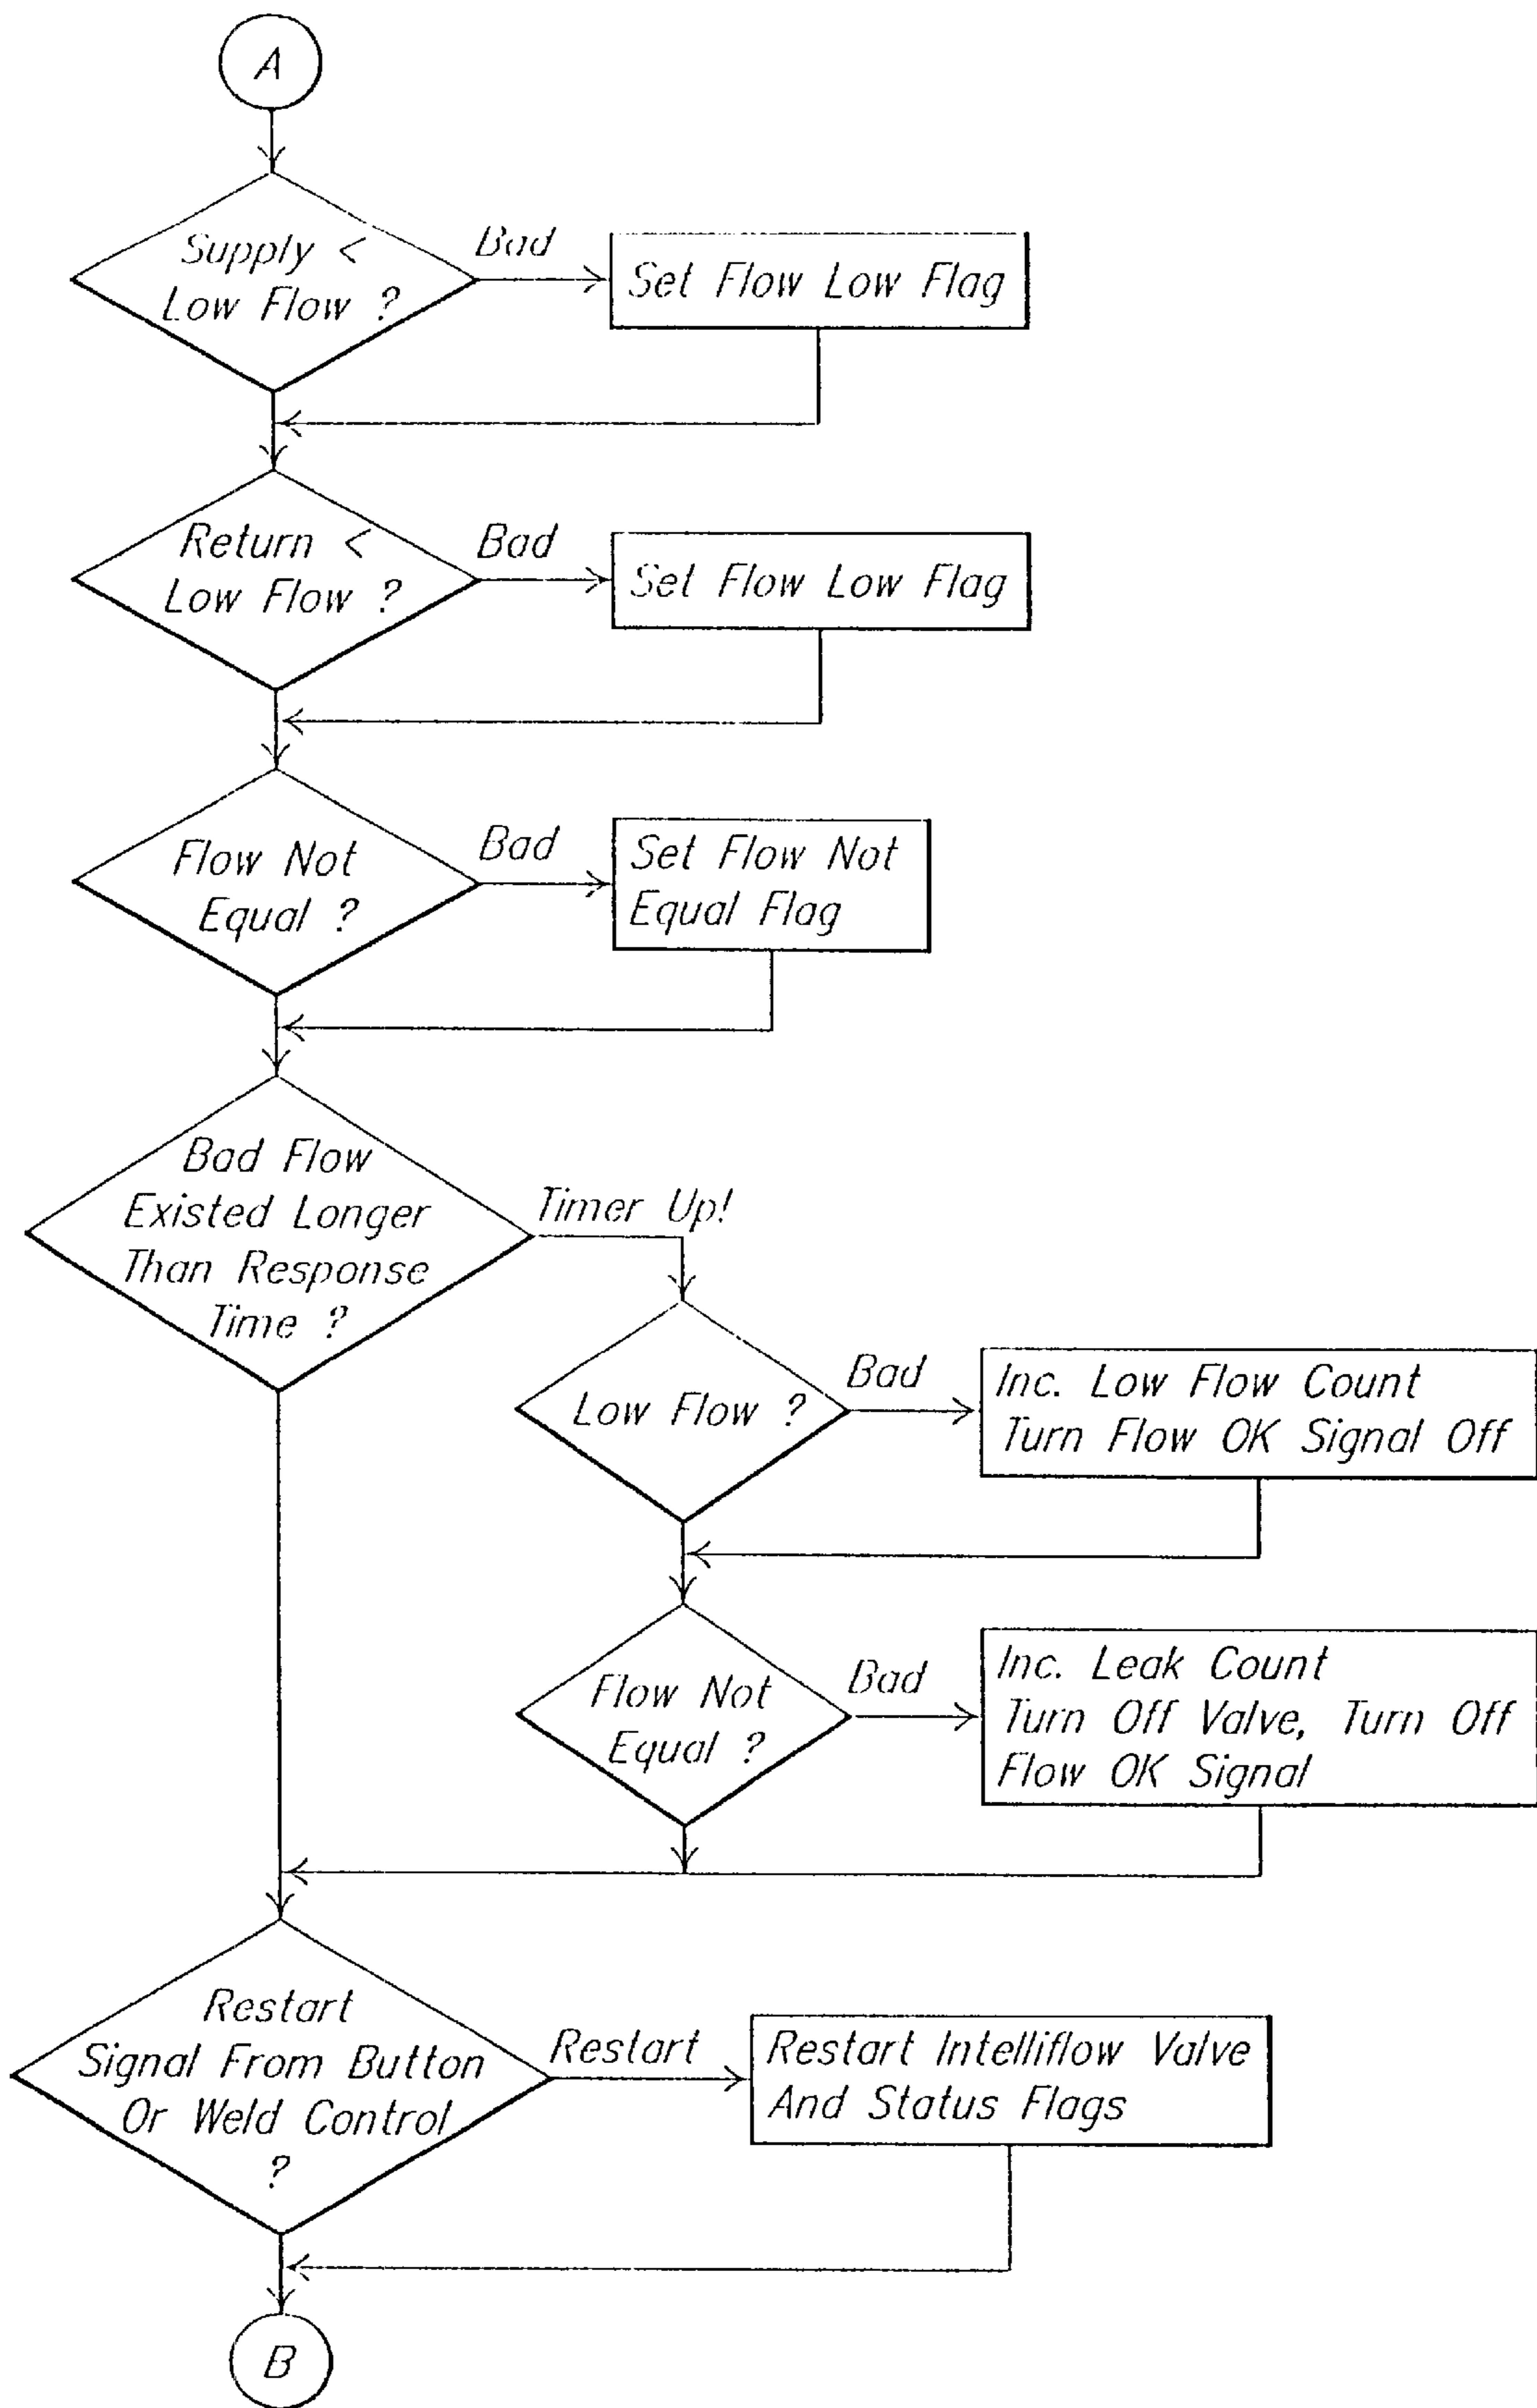 A
Supply <
Low Flow ?
Bad
Set Flow Low Flag
Return <
Low Flow ?
Bad
Set Flow Low Flag
Flow Not
Equal ?
Bad
Set Flow Not
Equal Flag
Bad Flow
Existed Longer
Than Response
Time ?
Timer Up!
Low Flow ?
Bad
Inc. Low Flow Count
Turn Flow OK Signal Off
Flow Not
Equal ?
Bad
Inc. Leak Count
Turn Off Valve, Turn Off
Flow OK Signal
Restart
Signal From Button
Or Weld Control
?
Restart
Restart Intelliflow Valve
And Status Flags
B